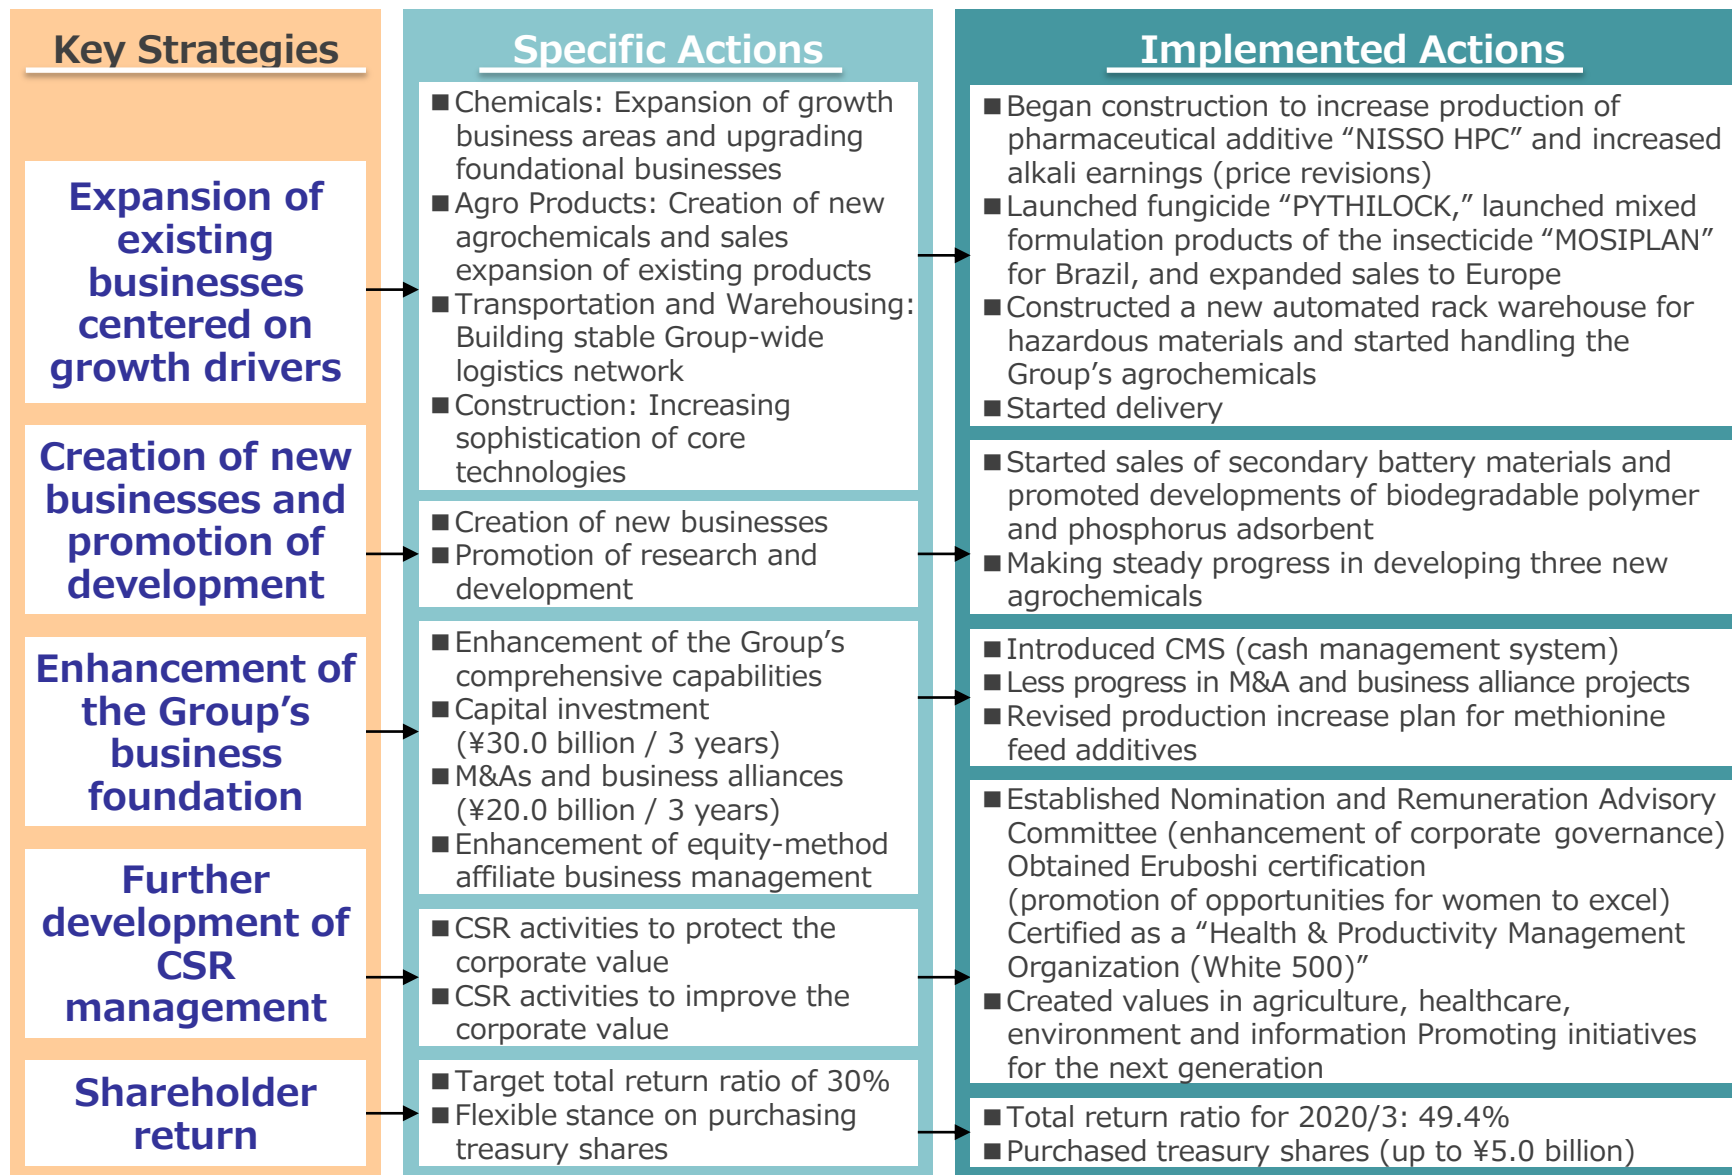 Key Strategies
Expansion of
existing
businesses
centered on
growth drivers
Creation of new
businesses and
promotion of
development
Enhancement of
the Group’s
business
foundation
Further
development of
CSR
management
Shareholder
return
Specific Actions
■ Chemicals: Expansion of growth
business areas and upgrading
foundational businesses
■ Agro Products: Creation of new
agrochemicals and sales
expansion of existing products
■ Transportation and Warehousing:
Building stable Group-wide
logistics network
■ Construction: Increasing
sophistication of core
technologies
■ Creation of new businesses
■ Promotion of research and
development
■ Enhancement of the Group’s
comprehensive capabilities
■ Capital investment
(¥30.0 billion / 3 years)
■ M&As and business alliances
(¥20.0 billion / 3 years)
■ Enhancement of equity-method
affiliate business management
■ CSR activities to protect the
corporate value
■ CSR activities to improve the
corporate value
■ Target total return ratio of 30%
■ Flexible stance on purchasing
treasury shares
Implemented Actions
■ Began construction to increase production of
pharmaceutical additive “NISSO HPC” and increased
alkali earnings (price revisions)
■ Launched fungicide “PYTHILOCK,” launched mixed
formulation products of the insecticide “MOSIPLAN”
for Brazil, and expanded sales to Europe
■ Constructed a new automated rack warehouse for
hazardous materials and started handling the
Group’s agrochemicals
■ Started delivery
■ Started sales of secondary battery materials and
promoted developments of biodegradable polymer
and phosphorus adsorbent
■ Making steady progress in developing three new
agrochemicals
■ Introduced CMS (cash management system)
■ Less progress in M&A and business alliance projects
■ Revised production increase plan for methionine
feed additives
■ Established Nomination and Remuneration Advisory
Committee (enhancement of corporate governance)
Obtained Eruboshi certification
(promotion of opportunities for women to excel)
Certified as a “Health & Productivity Management
Organization (White 500)”
■ Created values in agriculture, healthcare,
environment and information Promoting initiatives
for the next generation
■ Total return ratio for 2020/3: 49.4%
■ Purchased treasury shares (up to ¥5.0 billion)